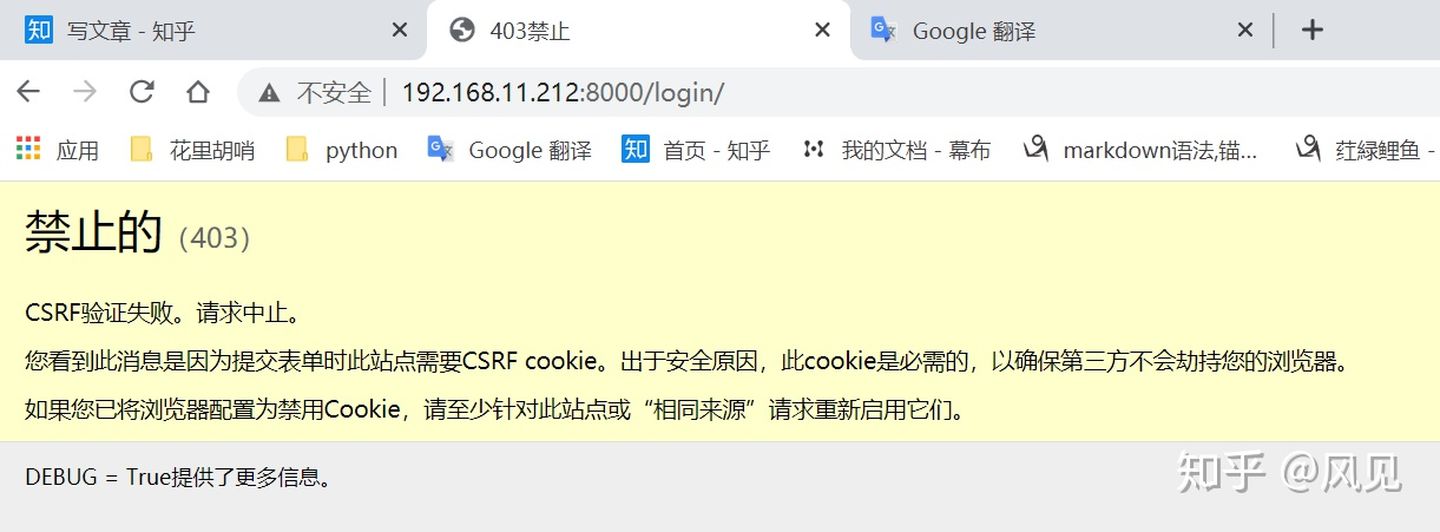 写文章 - 知乎
403禁止
Google 翻译
不安全
192.168.11.212:8000/login/
应用
花里胡哨
python
Google 翻译
首页 - 知乎
我的文档 - 幕布
markdown语法,锚...
荭緑鲤鱼 -
禁止的 (403)
CSRF验证失败。请求中止。
您看到此消息是因为提交表单时此站点需要CSRF cookie。出于安全原因，此cookie是必需的，以确保第三方不会劫持您的浏览器。
如果您已将浏览器配置为禁用Cookie，请至少针对此站点或“相同来源”请求重新启用它们。
DEBUG = True提供了更多信息。
知乎 @风见